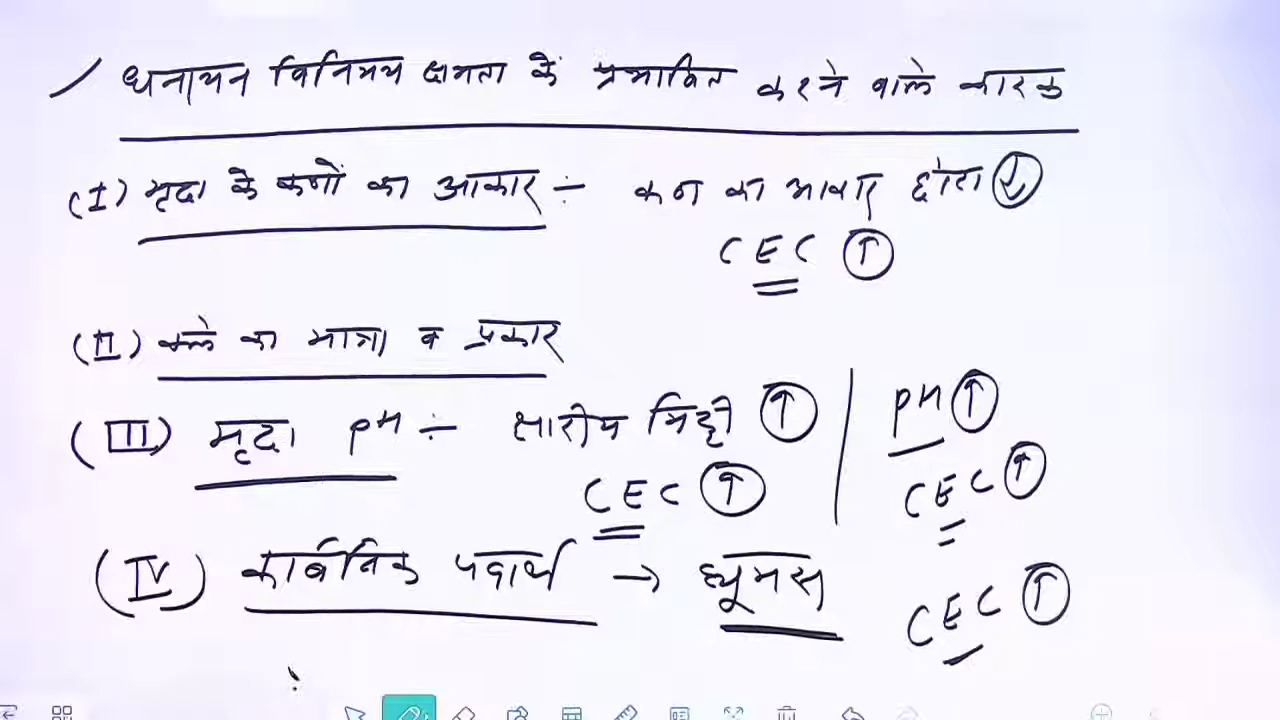 धनायन विनिमय क्षमता के प्रभावित करने वाले कारक
(I) मृदा के कणों का आकार ÷ कण का आकार छोटा ↓
CEC ↑
(II) क्ले का मात्रा व प्रकार
(III) मृदा pH ÷ क्षारीय मिट्टी ↑ | pH ↑
CEC ↑ CEC ↑
(IV) कार्बनिक पदार्थ → ह्यूमस CEC ↑